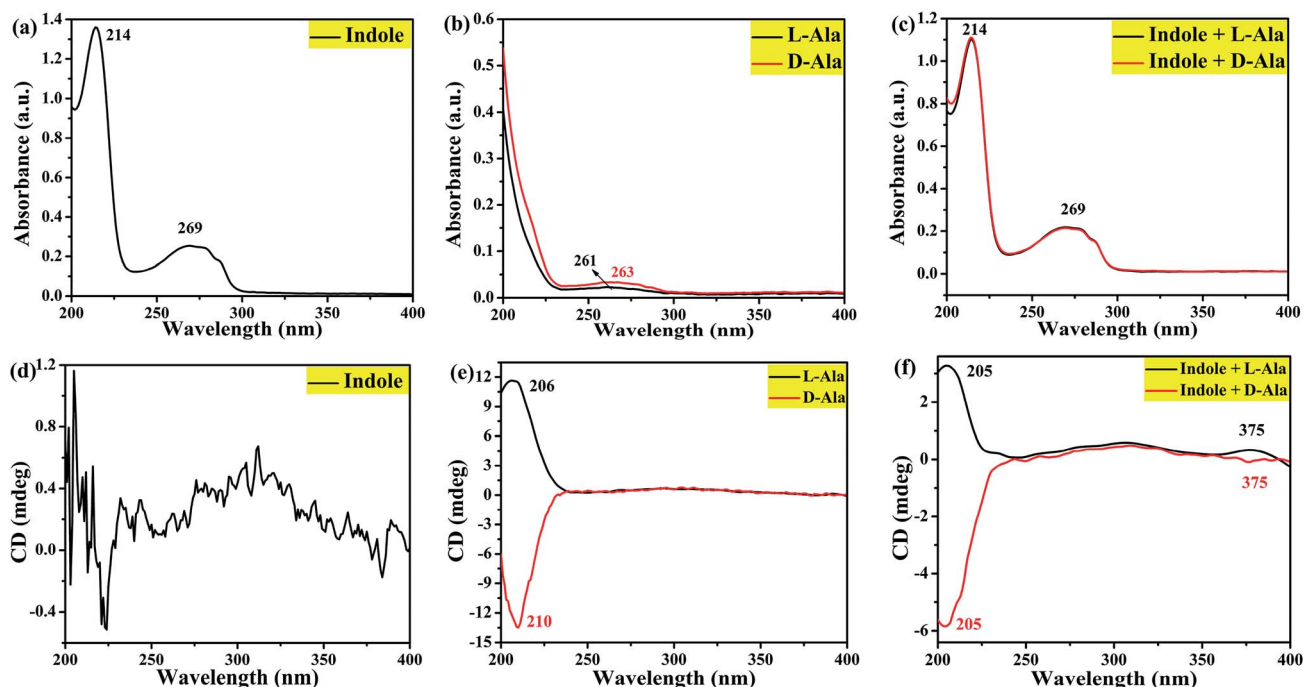 (a)
Indole
214
269
Absorbance (a.u.)
1.4
1.2
1.0
0.8
0.6
0.4
0.2
0.0
200 250 300 350 400
Wavelength (nm)
(b)
L-Ala
D-Ala
261
263
Absorbance (a.u.)
0.6
0.5
0.4
0.3
0.2
0.1
0.0
200 250 300 350 400
Wavelength (nm)
(c)
Indole + L-Ala
Indole + D-Ala
214
269
Absorbance (a.u.)
1.2
1.0
0.8
0.6
0.4
0.2
0.0
200 250 300 350 400
Wavelength (nm)
(d)
Indole
CD (mdeg)
1.2
0.8
0.4
0.0
-0.4
200 250 300 350 400
Wavelength (nm)
(e)
L-Ala
D-Ala
206
210
CD (mdeg)
12
9
6
3
0
-3
-6
-9
-12
-15
200 250 300 350 400
Wavelength (nm)
(f)
Indole + L-Ala
Indole + D-Ala
205
375
375
205
CD (mdeg)
2
0
-2
-4
-6
200 250 300 350 400
Wavelength (nm)